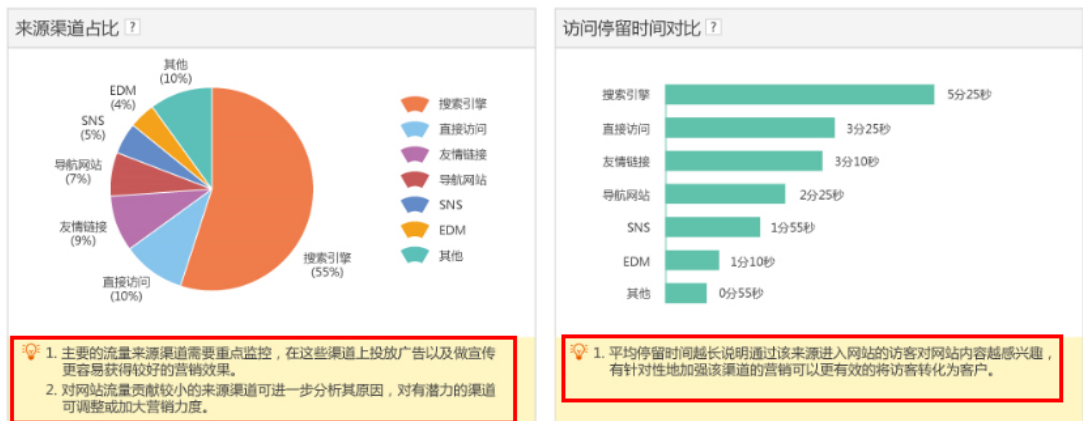 来源渠道占比 ?
其他
(10%)
EDM
(4%)
SNS
(5%)
导航网站
(7%)
友情链接
(9%)
直接访问
(10%)
搜索引擎
(55%)
搜索引擎
直接访问
友情链接
导航网站
SNS
EDM
其他
1. 主要的流量来源渠道需要重点监控，在这些渠道上投放广告以及做宣传
更容易获得较好的营销效果。
2. 对网站流量贡献较小的来源渠道可进一步分析其原因，对有潜力的渠道
可调整或加大营销力度。
访问停留时间对比 ?
搜索引擎 5分25秒
直接访问 3分25秒
友情链接 3分10秒
导航网站 2分25秒
SNS 1分55秒
EDM 1分10秒
其他 0分55秒
1. 平均停留时间越长说明通过该来源进入网站的访客对网站内容越感兴趣，
有针对性地加强该渠道的营销可以更有效的将访客转化为客户。